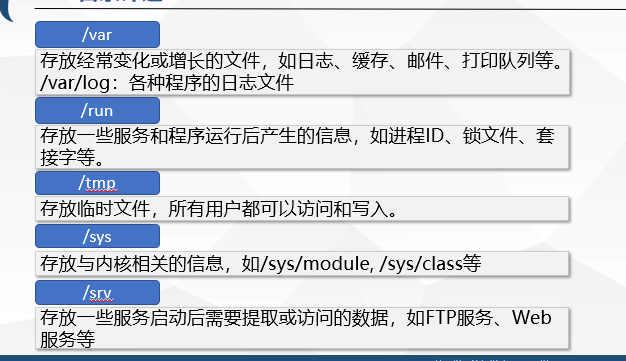 /var
存放经常变化或增长的文件，如日志、缓存、邮件、打印队列等。
/var/log：各种程序的日志文件
/run
存放一些服务和程序运行后产生的信息，如进程ID、锁文件、套
接字等。
/tmp
存放临时文件，所有用户都可以访问和写入。
/sys
存放与内核相关的信息，如/sys/module, /sys/class等
/srv
存放一些服务启动后需要提取或访问的数据，如FTP服务、Web
服务等